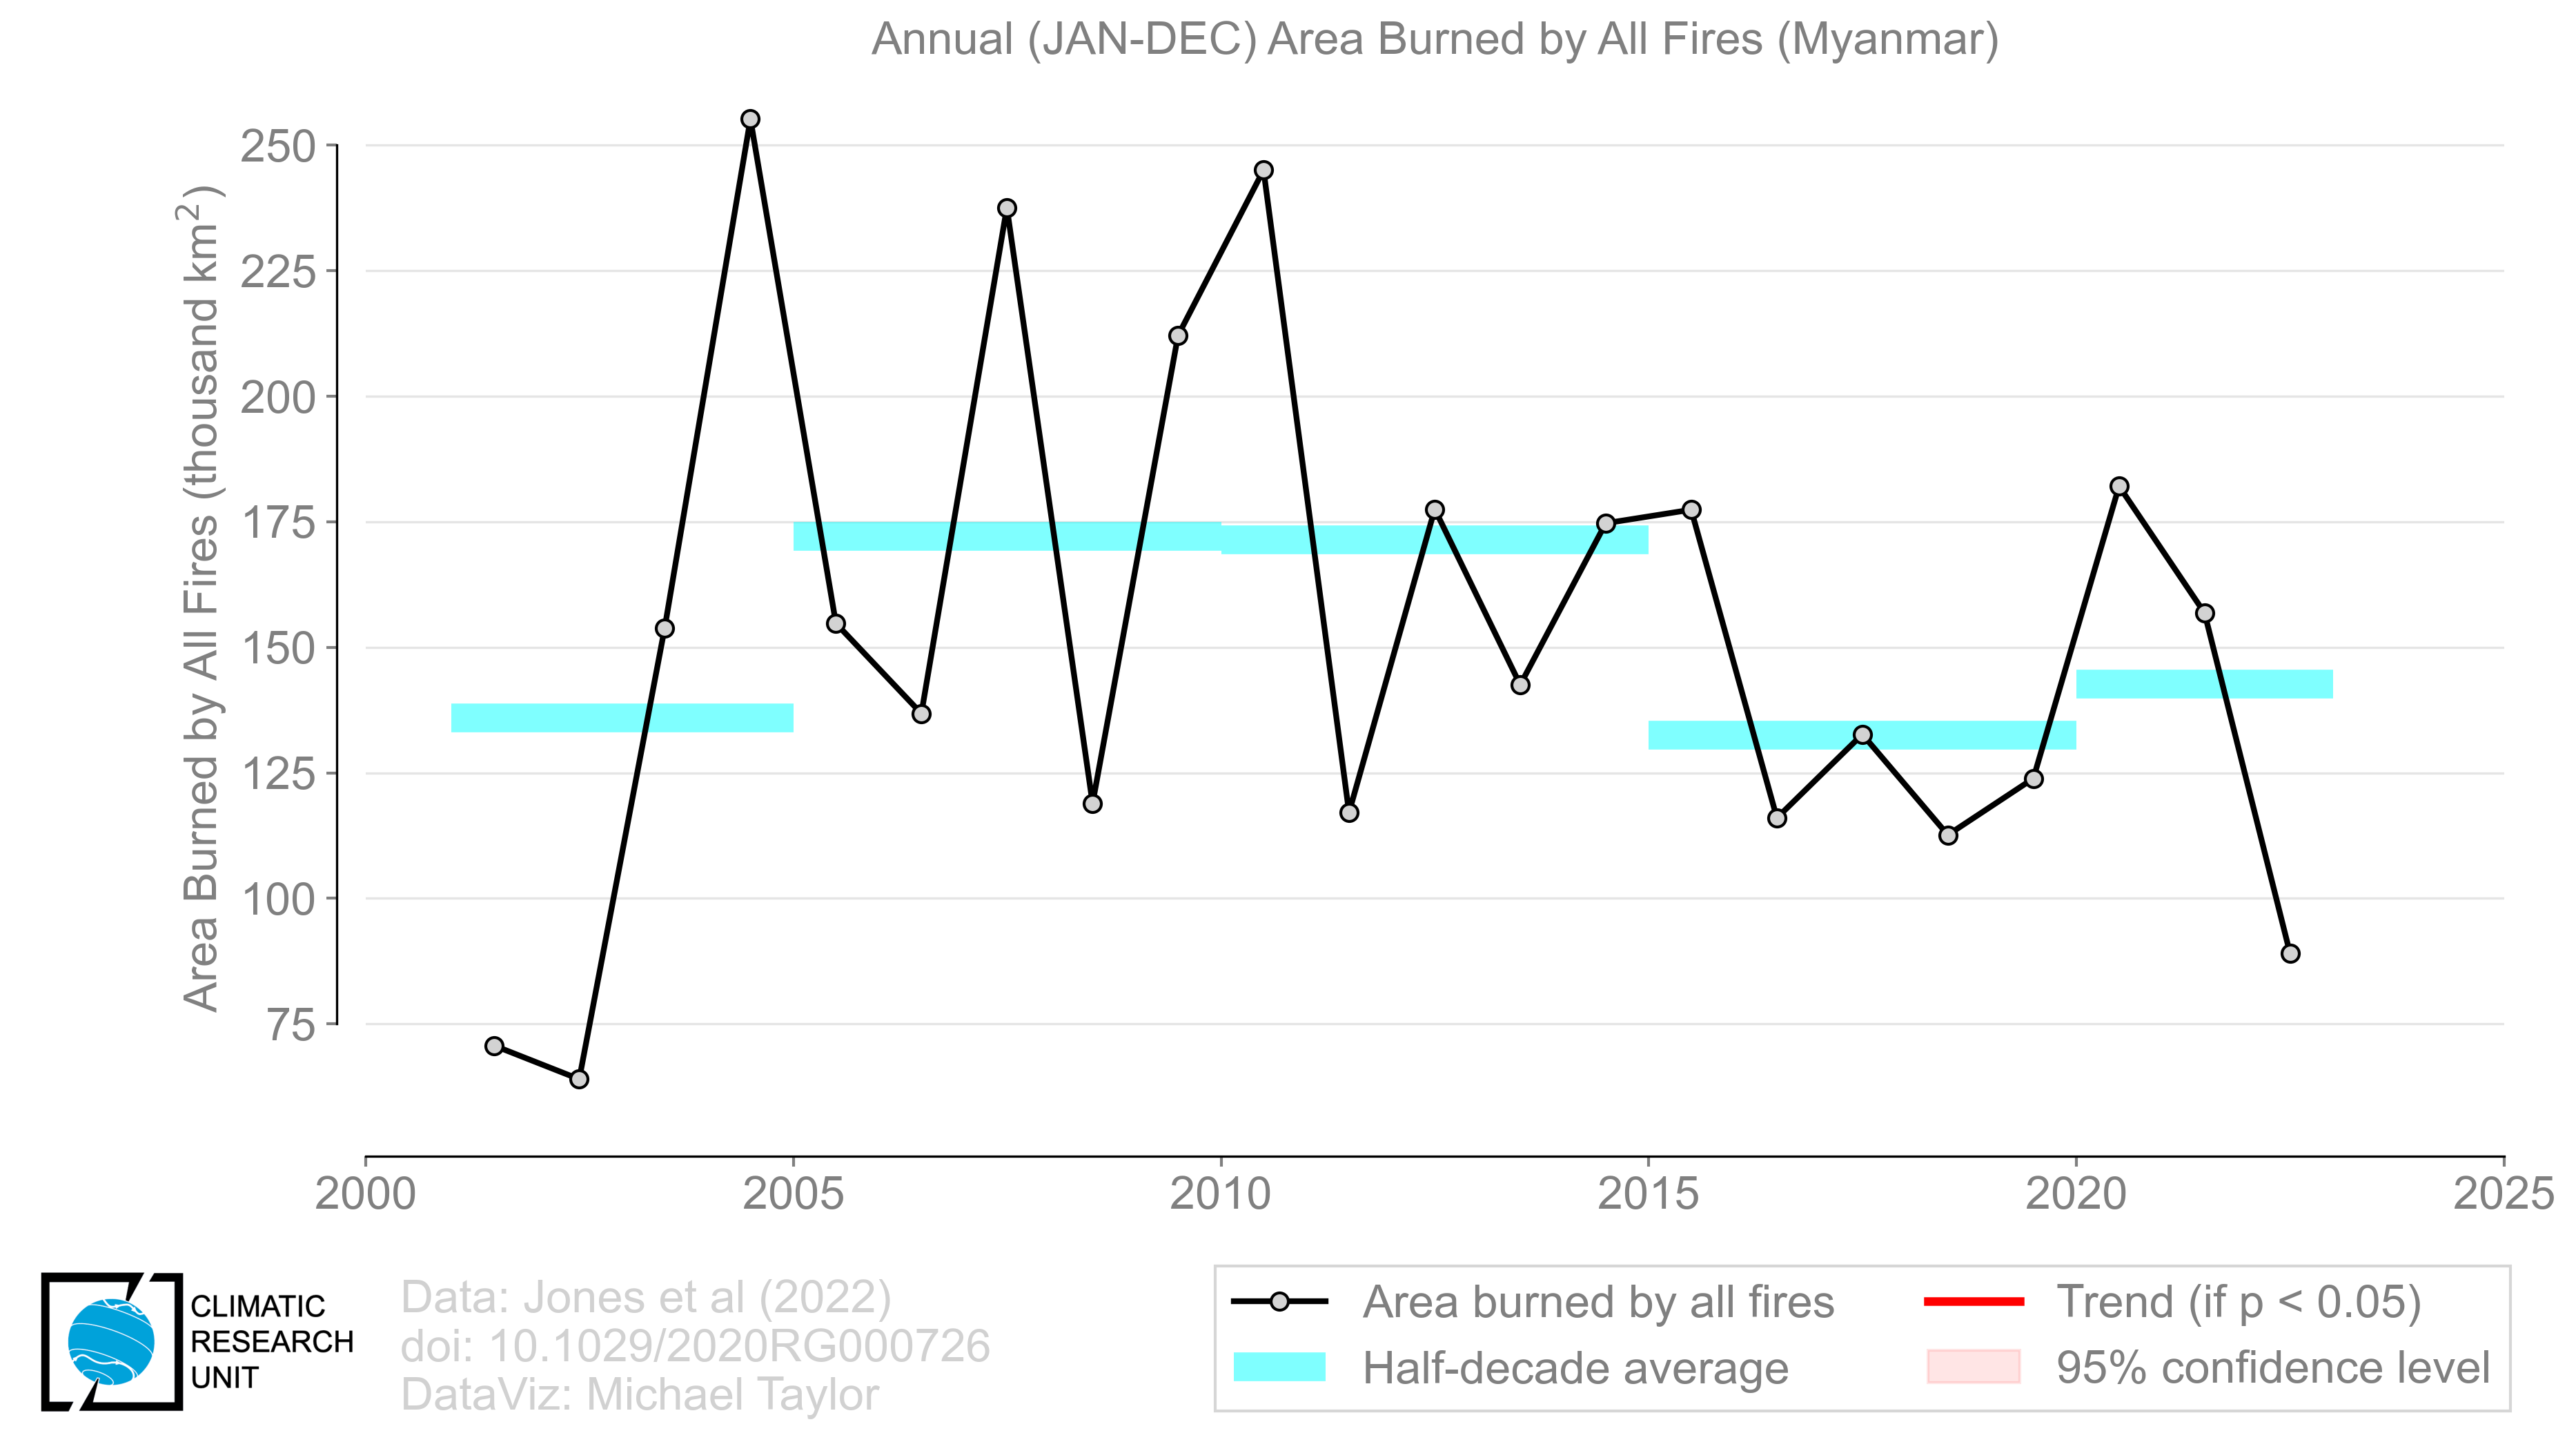 Annual (JAN-DEC) Area Burned by All Fires (Myanmar)
Area Burned by All Fires (thousand km²)
250
225
200
175
150
125
100
75
2000 2005 2010 2015 2020 2025
CLIMATIC
RESEARCH
UNIT
Data: Jones et al (2022)
doi: 10.1029/2020RG000726
DataViz: Michael Taylor
Area burned by all fires
Half-decade average
Trend (if p < 0.05)
95% confidence level